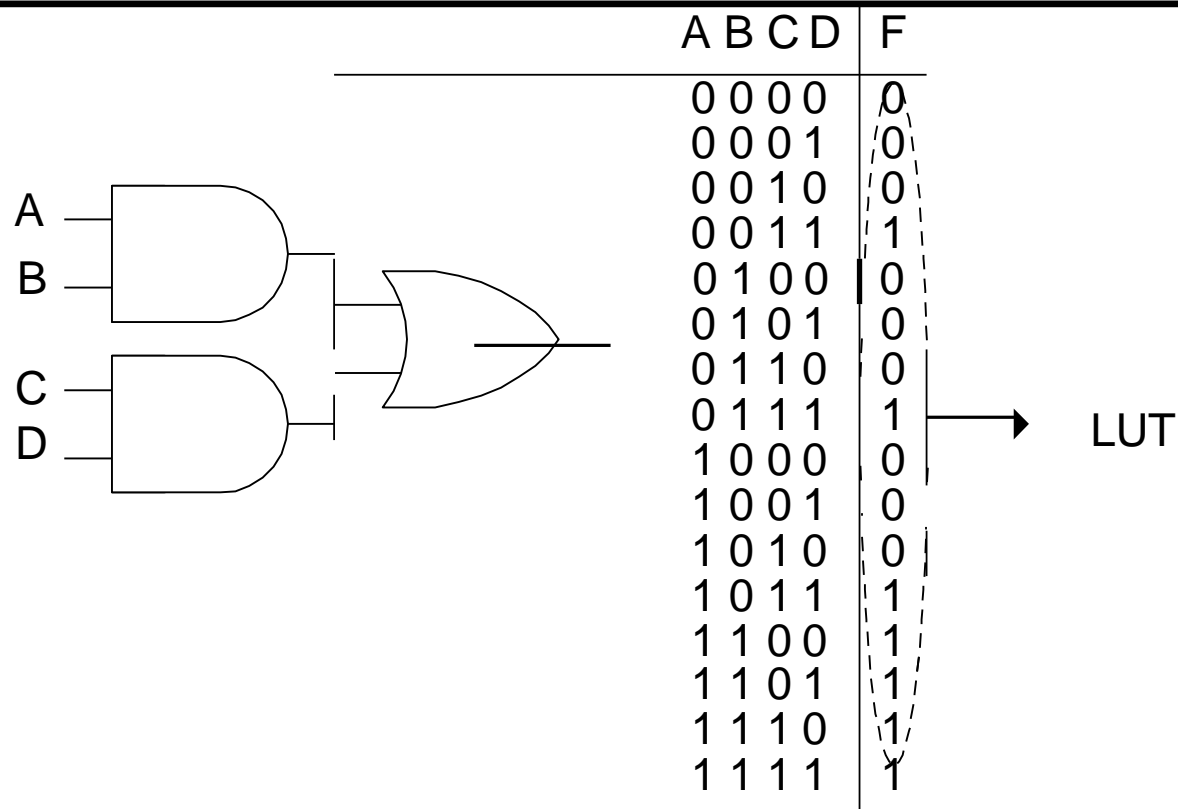 A B C D F
0 0 0 0 0
0 0 0 1 0
0 0 1 0 0
A
0 0 1 1 1
B
0 1 0 0 0
0 1 0 1 0
0 1 1 0 0
C
0 1 1 1 1
LUT
D
1 0 0 0 0
1 0 0 1 0
1 0 1 0 0
1 0 1 1 1
1 1 0 0 1
1 1 0 1 1
1 1 1 0 1
1 1 1 1 1